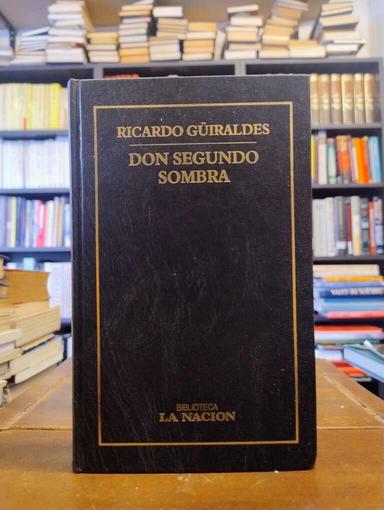 RICARDO GÜIRALDES
DON SEGUNDO
SOMBRA
BIBLIOTECA
LA NACION